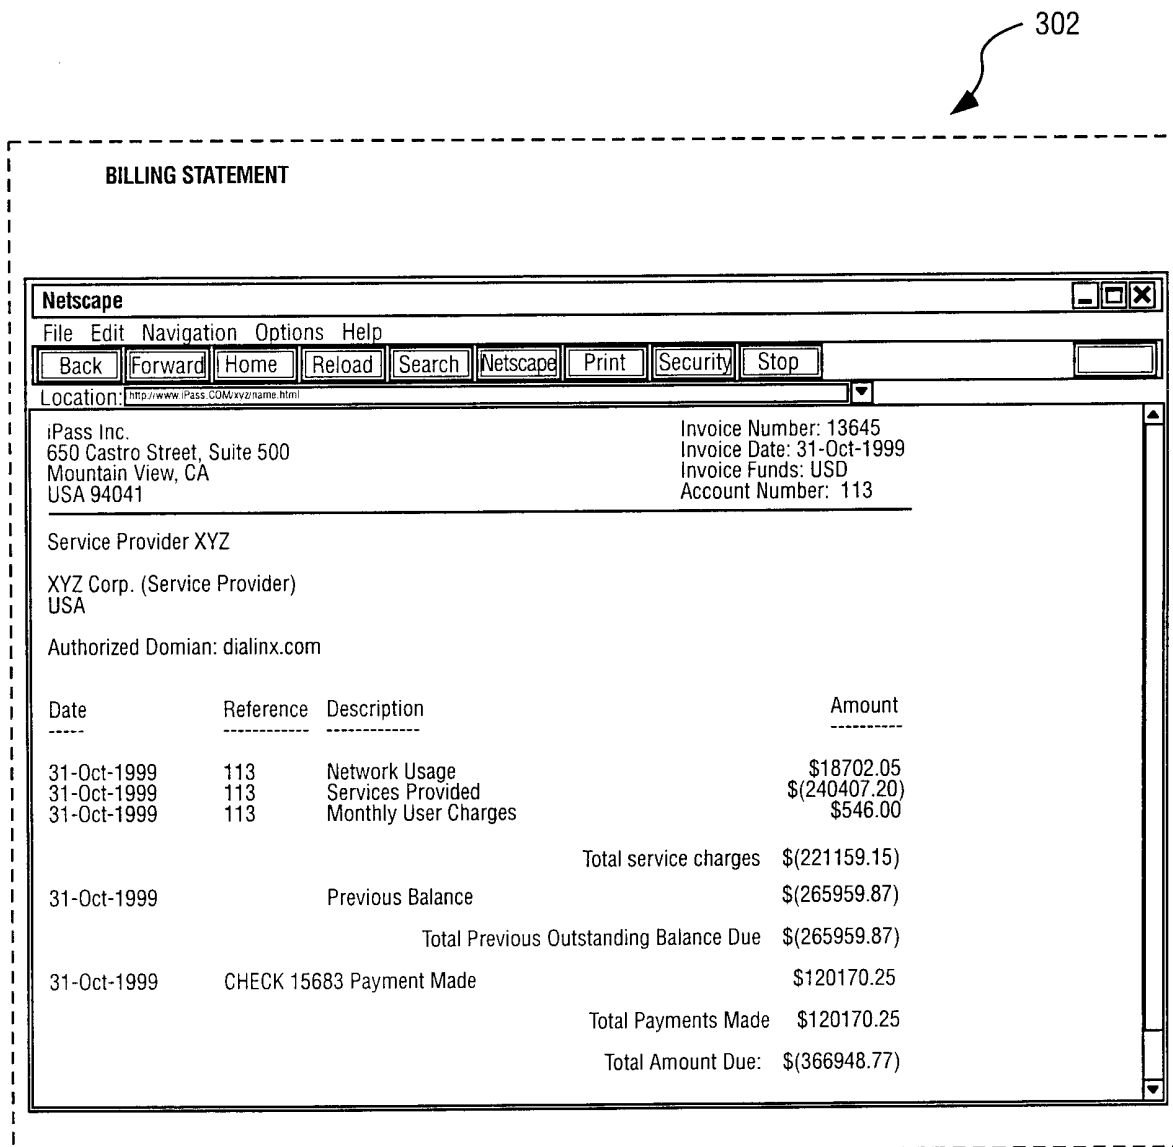 302
BILLING STATEMENT
Netscape
File Edit Navigation Options Help
Back Forward Home Reload Search Netscape Print Security Stop
Location: http://www.iPass.COM/xyz/name.html
iPass Inc. Invoice Number: 13645
650 Castro Street, Suite 500 Invoice Date: 31-Oct-1999
Mountain View, CA Invoice Funds: USD
USA 94041 Account Number: 113
Service Provider XYZ
XYZ Corp. (Service Provider)
USA
Authorized Domian: dialinx.com
Date Reference Description Amount
31-Oct-1999 113 Network Usage $18702.05
31-Oct-1999 113 Services Provided $(240407.20)
31-Oct-1999 113 Monthly User Charges $546.00
Total service charges $(221159.15)
31-Oct-1999 Previous Balance $(265959.87)
Total Previous Outstanding Balance Due $(265959.87)
31-Oct-1999 CHECK 15683 Payment Made $120170.25
Total Payments Made $120170.25
Total Amount Due: $(366948.77)